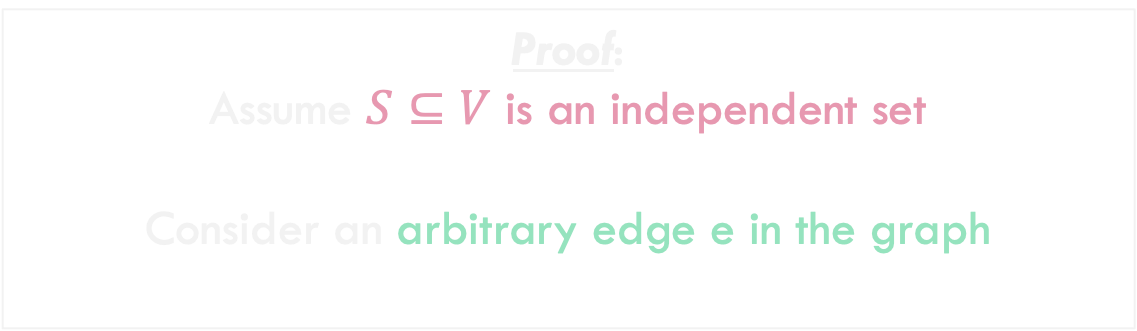 Proof:
Assume S ⊆ V is an independent set
Consider an arbitrary edge e in the graph